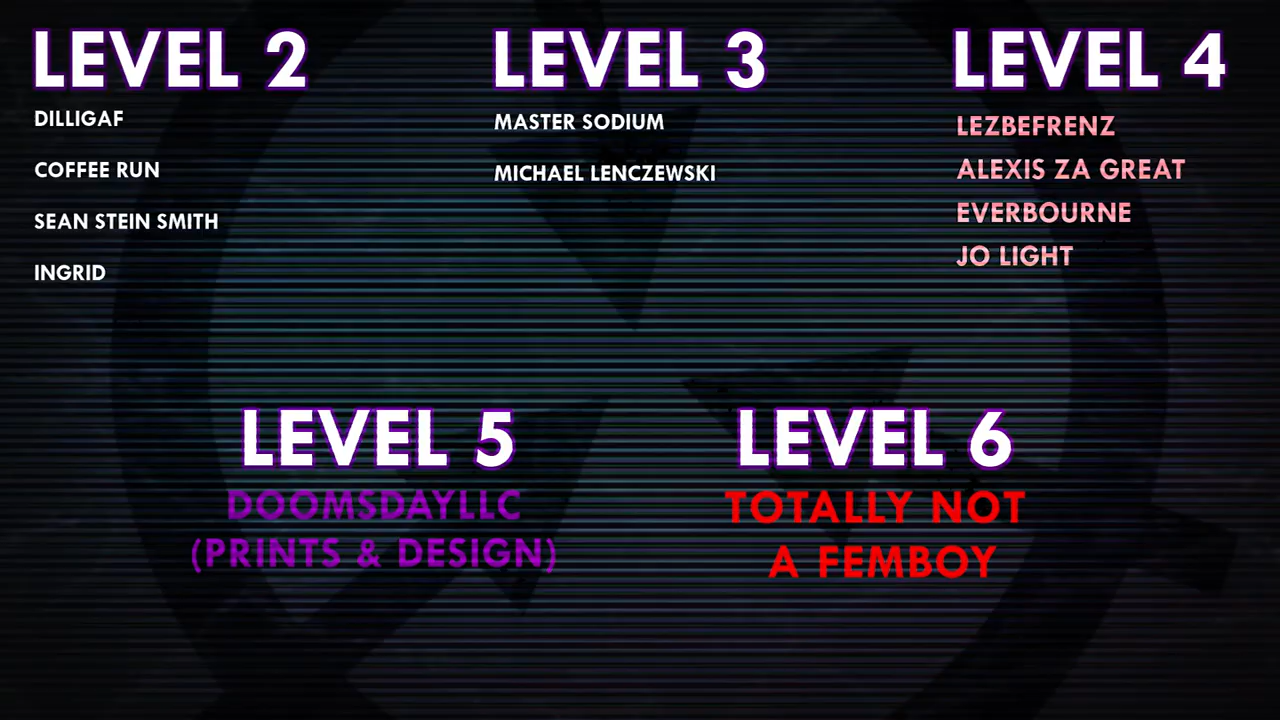 LEVEL 2
DILLIGAF
COFFEE RUN
SEAN STEIN SMITH
INGRID
LEVEL 3
MASTER SODIUM
MICHAEL LENCZEWSKI
LEVEL 4
LEZBEFRENZ
ALEXIS ZA GREAT
EVERBOURNE
JO LIGHT
LEVEL 5
DOOMSDAYLLC
(PRINTS & DESIGN)
LEVEL 6
TOTALLY NOT
A FEMBOY